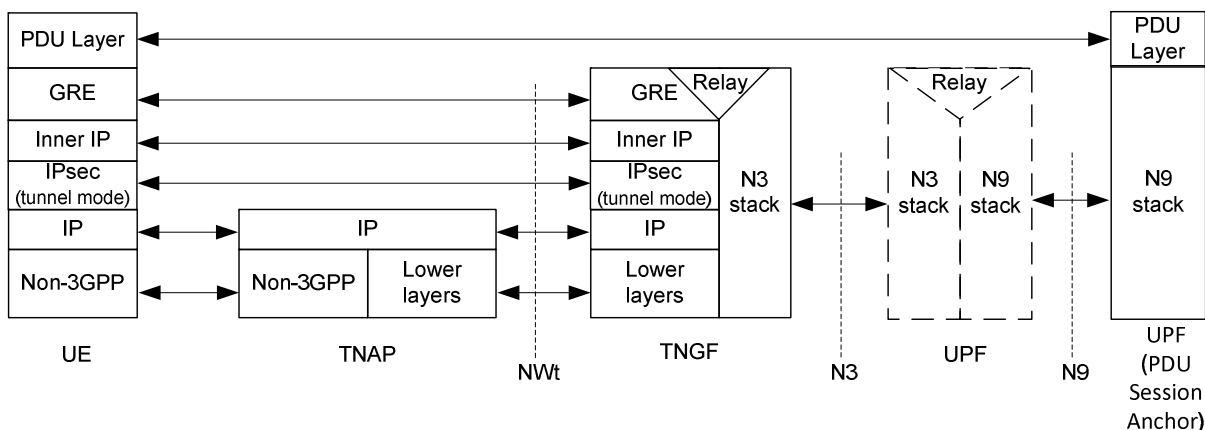 PDU Layer
PDU
Layer
GRE
GRE
Relay
Relay
Inner IP
Inner IP
IPsec
(tunnel mode)
IPsec
(tunnel mode)
N3
stack
N3
stack
N9
stack
N9
stack
IP
IP
IP
Non-3GPP
Non-3GPP
Lower
layers
Lower
layers
UE
TNAP
NWt
TNGF
N3
UPF
N9
UPF
(PDU
Session
Anchor)